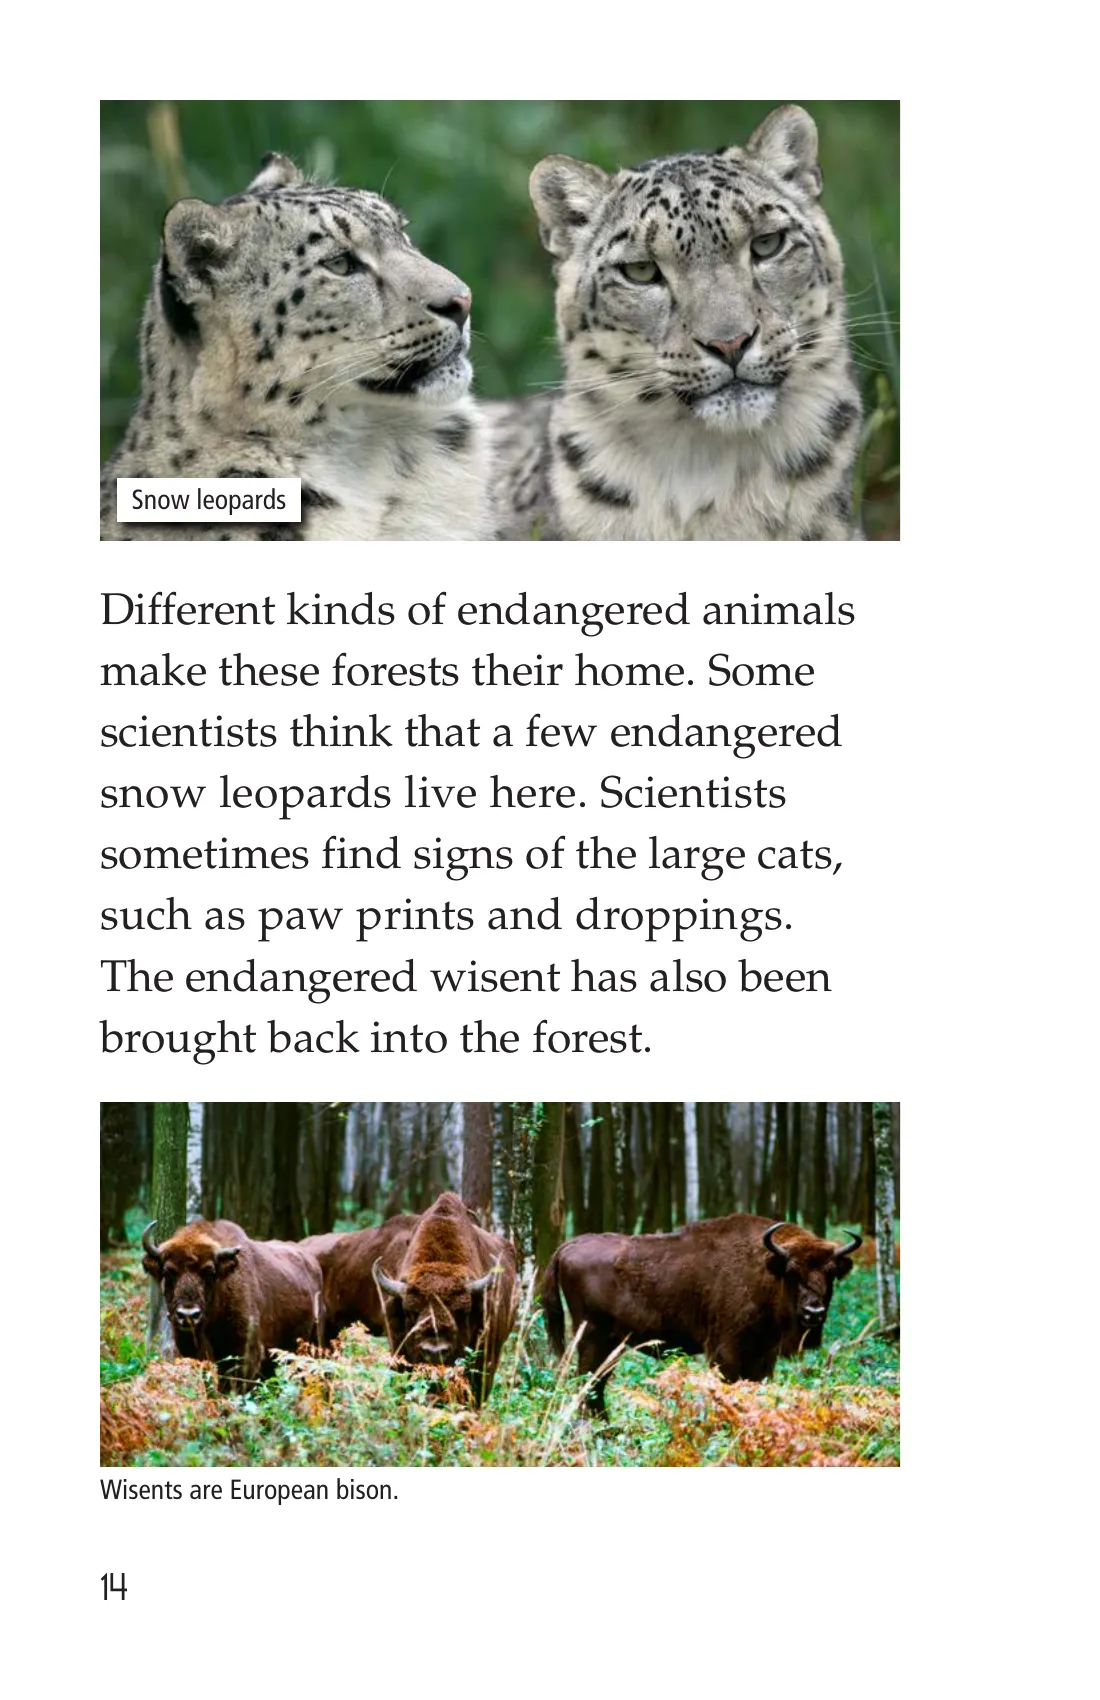 Snow leopards
Different kinds of endangered animals
make these forests their home. Some
scientists think that a few endangered
snow leopards live here. Scientists
sometimes find signs of the large cats,
such as paw prints and droppings.
The endangered wisent has also been
brought back into the forest.
Wisents are European bison.
14